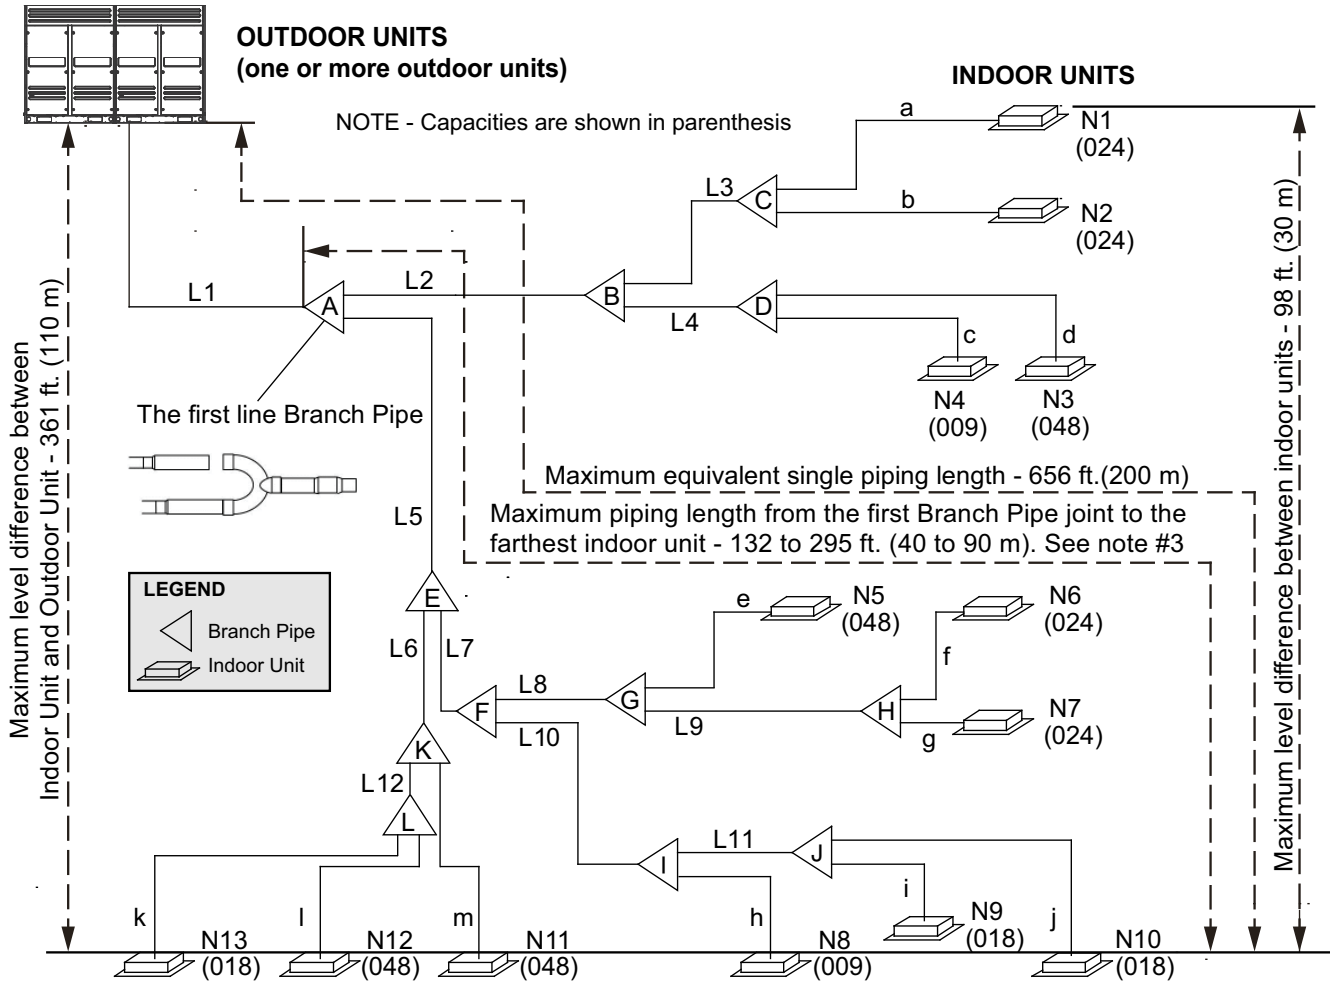 OUTDOOR UNITS
(one or more outdoor units)
INDOOR UNITS
NOTE - Capacities are shown in parenthesis
a
N1
(024)
L3
C
b
N2
(024)
L1
A
L2
B
L4
D
c
d
N4
(009)
N3
(048)
The first line Branch Pipe
Maximum equivalent single piping length - 656 ft.(200 m)
Maximum piping length from the first Branch Pipe joint to the
farthest indoor unit - 132 to 295 ft. (40 to 90 m). See note #3
L5
Maximum level difference between
Indoor Unit and Outdoor Unit - 361 ft. (110 m)
Maximum level difference between indoor units - 98 ft. (30 m)
LEGEND
Branch Pipe
Indoor Unit
E
e
N5
(048)
N6
(024)
L6
L7
f
L8
G
F
L9
H
L10
g
N7
(024)
K
L12
L
L11
J
I
k
l
m
h
i
j
N9
(018)
N13
(018)
N12
(048)
N11
(048)
N8
(009)
N10
(018)